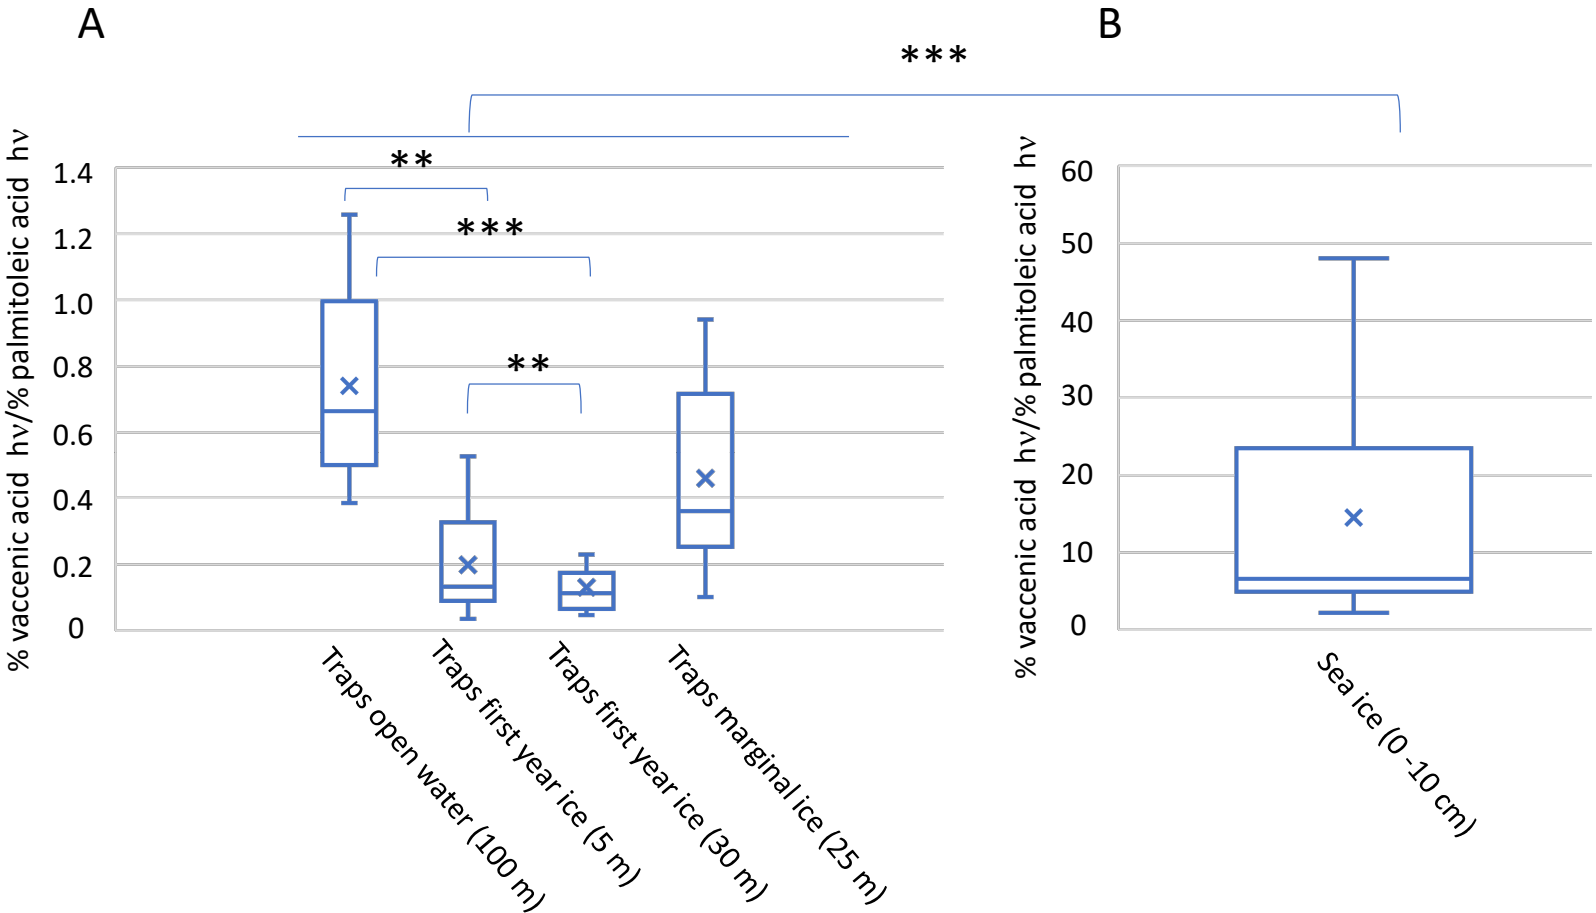 A
B
***
% vaccenic acid hν/% palmitoleic acid hν
1.4
1.2
1.0
0.8
0.6
0.4
0.2
0
**
***
**
Traps open water (100 m)
Traps first year ice (5 m)
Traps first year ice (30 m)
Traps marginal ice (25 m)
% vaccenic acid hν/% palmitoleic acid hν
60
50
40
30
20
10
0
Sea ice (0 -10 cm)